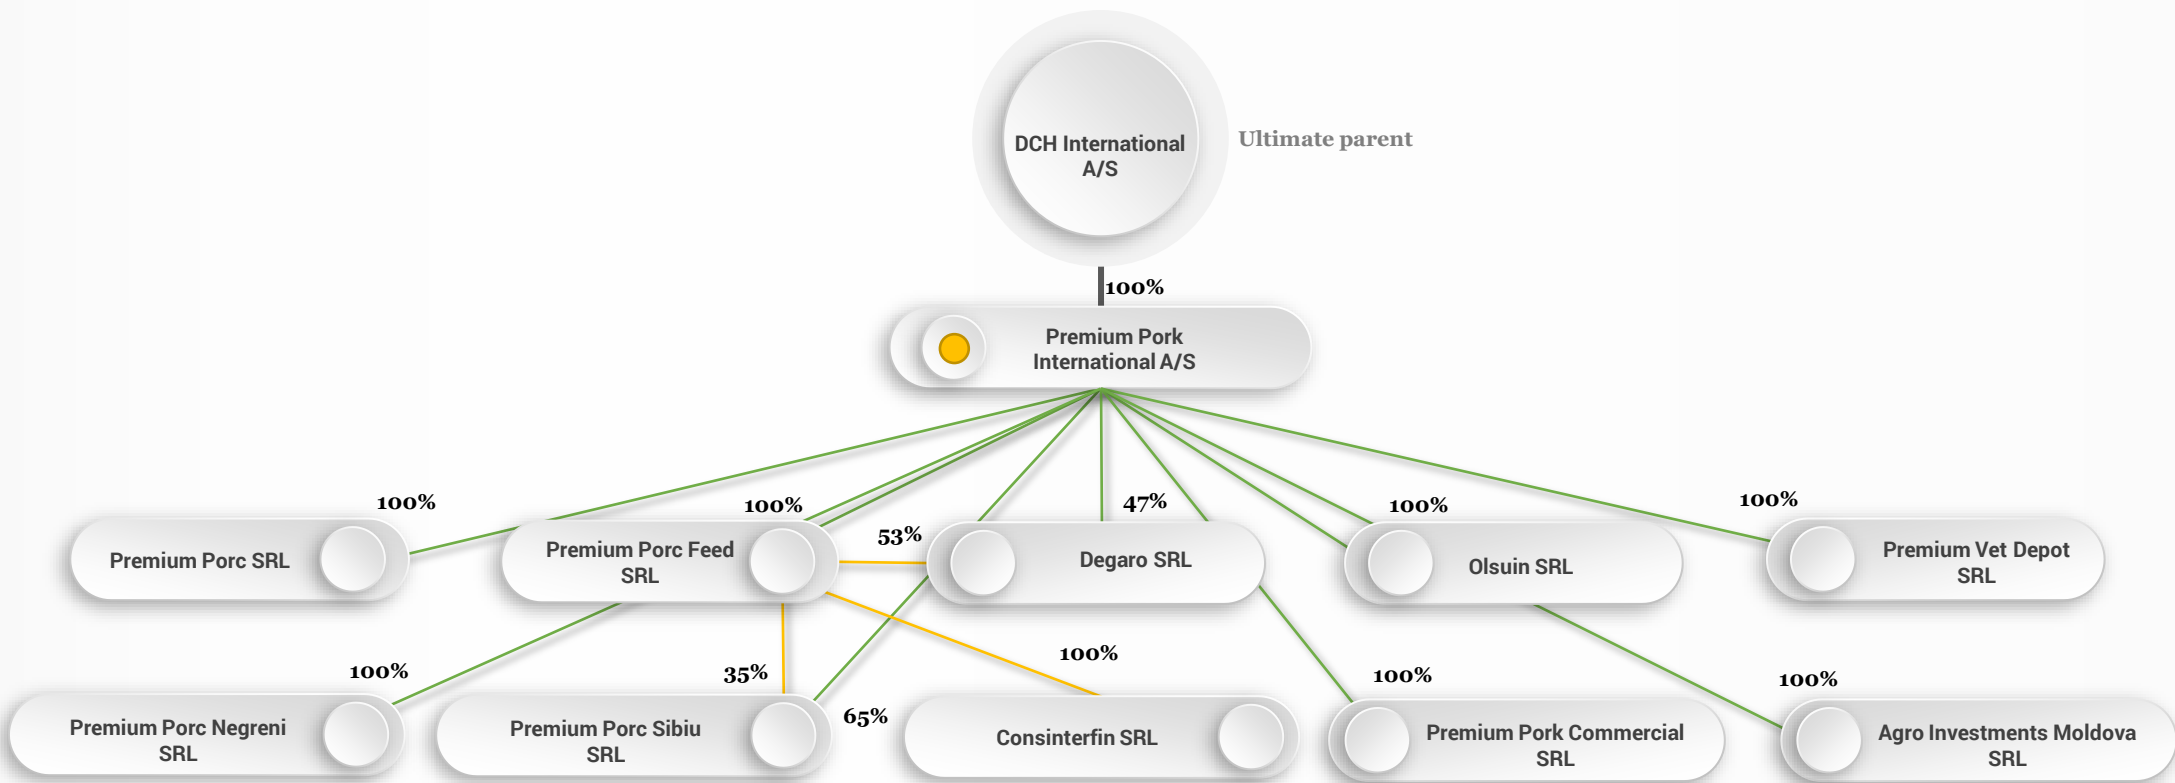 DCH International
A/S
Ultimate parent
100%
Premium Pork
International A/S
100%
100%
53%
47%
100%
100%
Premium Porc SRL
Premium Porc Feed
SRL
Degaro SRL
Olsuin SRL
Premium Vet Depot
SRL
100%
35%
65%
100%
100%
100%
Premium Porc Negreni
SRL
Premium Porc Sibiu
SRL
Consinterfin SRL
Premium Pork Commercial
SRL
Agro Investments Moldova
SRL